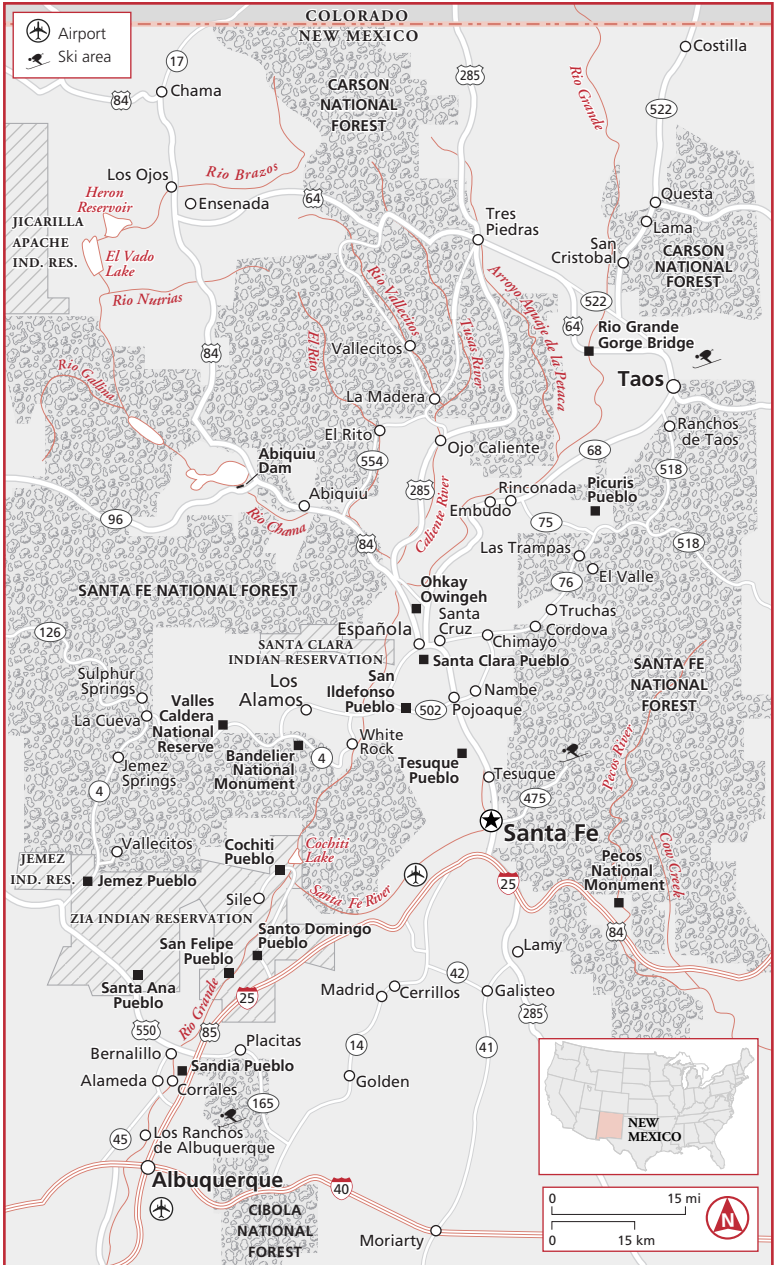 COLORADO
NEW MEXICO
Airport
Ski area
17
285
Costilla
Rio Grande
84
Chama
CARSON
NATIONAL
FOREST
522
Los Ojos
Rio Brazos
Heron
Reservoir
Ensenada
64
Questa
Lama
JICARILLA
APACHE
IND. RES.
Tres
Piedras
San
Cristobal
CARSON
NATIONAL
FOREST
El Vado
Lake
Rio Nutrias
Rio Vallecitos
Arroyo Aguaje de la Petaca
522
64
Rio Grande
Gorge Bridge
El Rito
Tusas River
84
Vallecitos
Rio Gallina
Taos
La Madera
El Rito
Ojo Caliente
Ranchos
de Taos
68
554
518
Abiquiu
Dam
285
Caliente River
Rinconada
Picuris
Pueblo
Abiquiu
Embudo
96
Rio Chama
75
84
Las Trampas
518
El Valle
76
SANTA FE NATIONAL FOREST
Ohkay
Owingeh
Truchas
Santa
Cruz
Cordova
126
Española
Chimayo
SANTA CLARA
INDIAN RESERVATION
Santa Clara Pueblo
SANTA FE
NATIONAL
FOREST
Sulphur
Springs
Los
Alamos
San
Ildefonso
Pueblo
Nambe
502
Pojoaque
La Cueva
Valles
Caldera
National
Reserve
White
Rock
Pecos River
Bandelier
National
Monument
4
Tesuque
Pueblo
Jemez
Springs
Tesuque
4
475
Santa Fe
Vallecitos
Cochiti
Pueblo
Cochiti
Lake
Cow Creek
JEMEZ
IND. RES.
Jemez Pueblo
Pecos
National
Monument
25
Santa Fe River
Sile
ZIA INDIAN RESERVATION
Santo Domingo
Pueblo
84
San Felipe
Pueblo
Lamy
Santa Ana
Pueblo
42
Madrid
Cerrillos
Galisteo
25
Rio Grande
285
550
85
Placitas
14
41
Bernalillo
Sandia Pueblo
Alameda
Corrales
Golden
165
45
Los Ranchos
de Albuquerque
NEW
MEXICO
Albuquerque
40
0 15 mi
0 15 km
N
CIBOLA
NATIONAL
FOREST
Moriarty